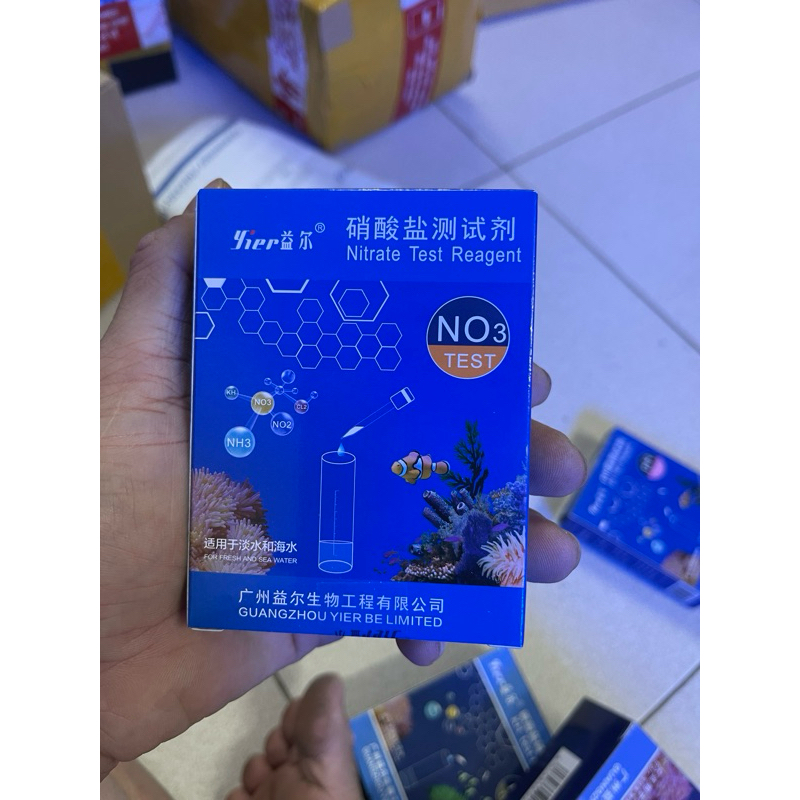 Yier益尔®
硝酸盐测试剂
Nitrate Test Reagent
NO3
TEST
KH
NO3
CL2
NO2
NH3
适用于淡水和海水
FOR FRESH AND SEA WATER
广州益尔生物工程有限公司
GUANGZHOU YIER BE LIMITED